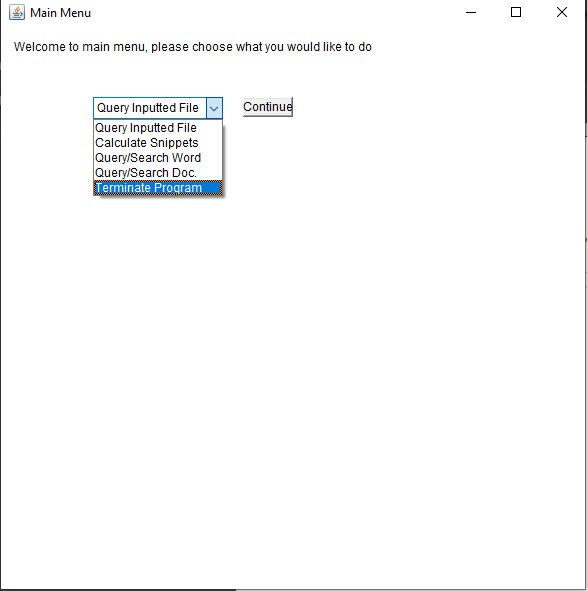 Main Menu
Welcome to main menu, please choose what you would like to do
Query Inputted File
Continue
Query Inputted File
Calculate Snippets
Query/Search Word
Query/Search Doc.
Terminate Program